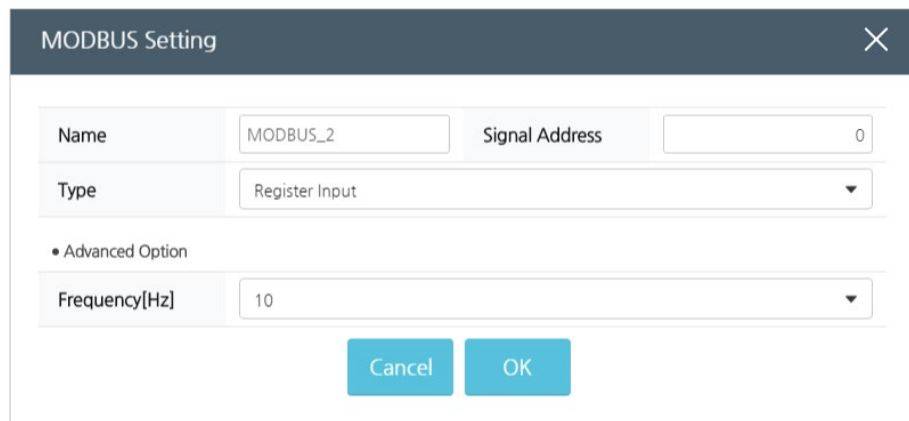 MODBUS Setting
Name MODBUS_2 Signal Address 0
Type Register Input
• Advanced Option
Frequency[Hz] 10
Cancel OK